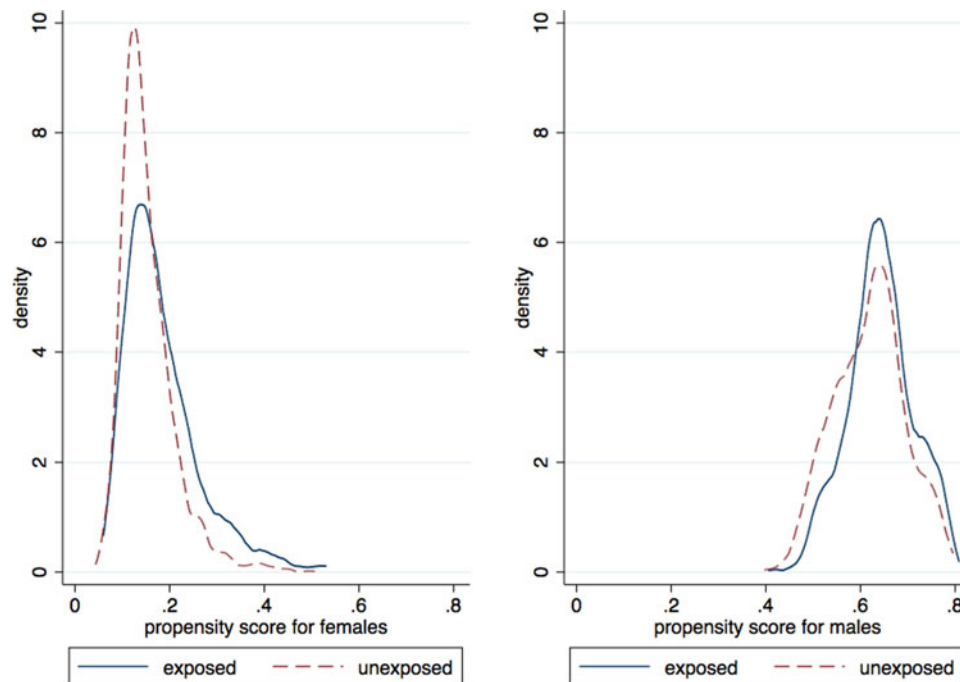 10
8
6
4
2
0
density
0 .2 .4 .6 .8
propensity score for females
exposed unexposed
10
8
6
4
2
0
density
0 .2 .4 .6 .8
propensity score for males
exposed unexposed